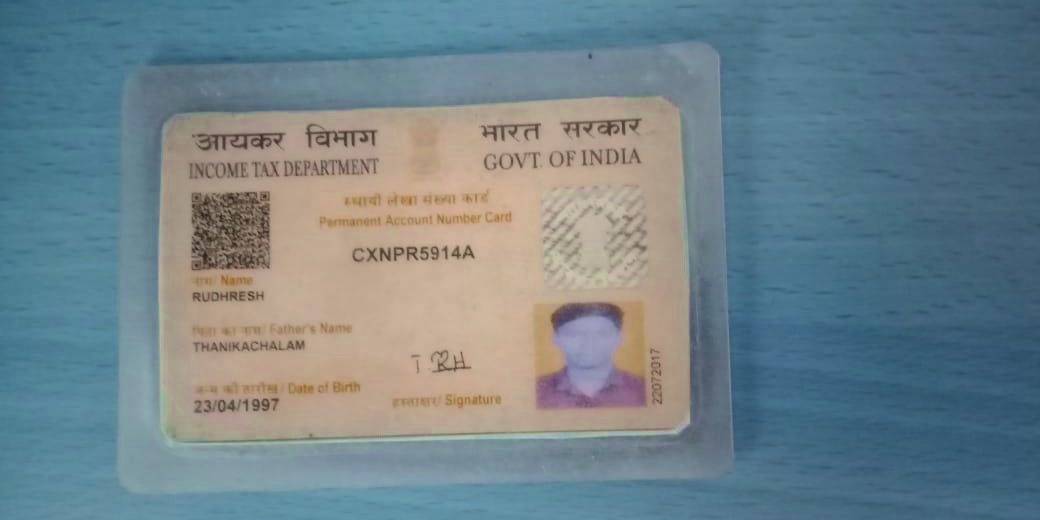 आयकर विभाग
INCOME TAX DEPARTMENT
भारत सरकार
GOVT. OF INDIA
स्थायी लेखा संख्या कार्ड
Permanent Account Number Card
CXNPR5914A
नाम/ Name
RUDHRESH
पिता का नाम/ Father's Name
THANIKACHALAM
जन्म की तारीख/ Date of Birth
23/04/1997
T RH
हस्ताक्षर/ Signature
22072017